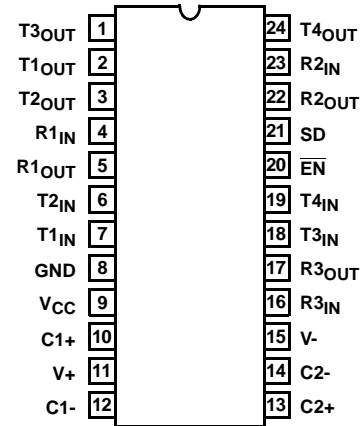 T3OUT 1 24 T4OUT
T1OUT 2 23 R2IN
T2OUT 3 22 R2OUT
R1IN 4 21 SD
R1OUT 5 20 E̅N̅
T2IN 6 19 T4IN
T1IN 7 18 T3IN
GND 8 17 R3OUT
VCC 9 16 R3IN
C1+ 10 15 V-
V+ 11 14 C2-
C1- 12 13 C2+